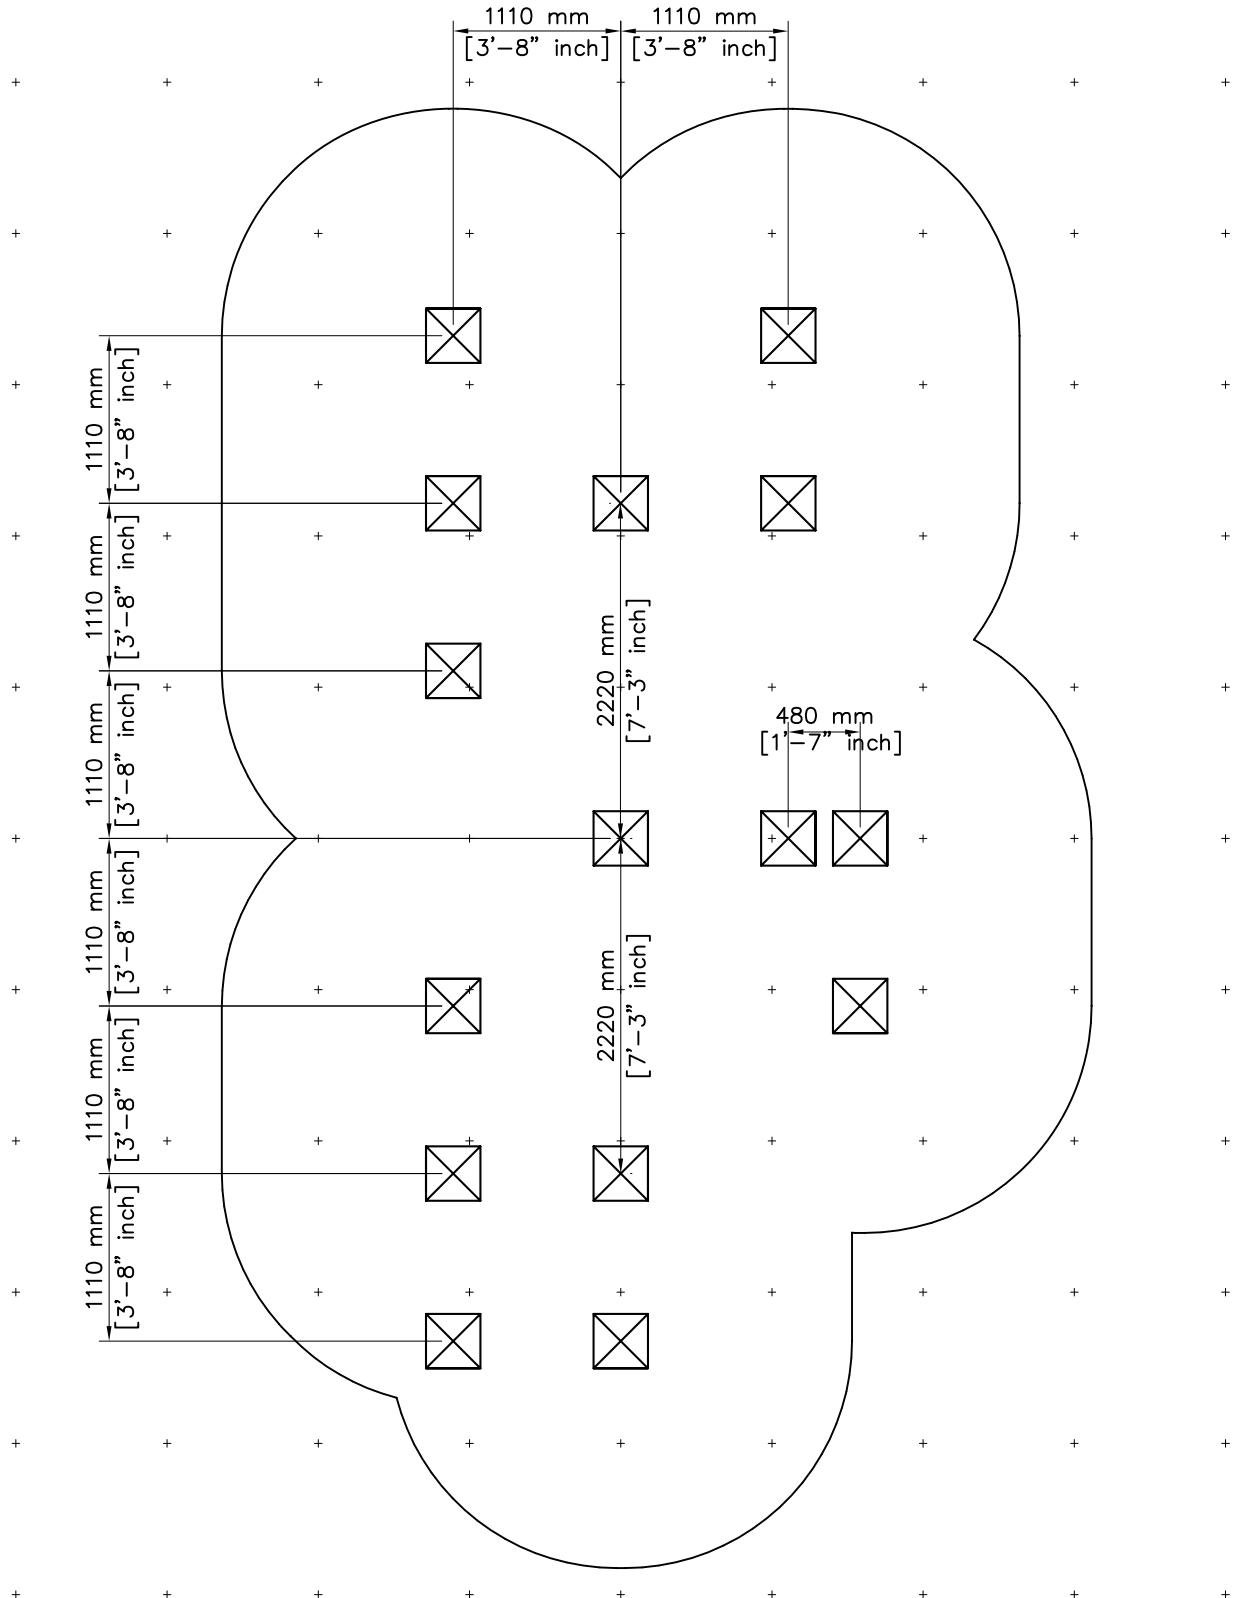 1110 mm
[3'-8" inch]
1110 mm
[3'-8" inch]
1110 mm
[3'-8" inch]
1110 mm
[3'-8" inch]
1110 mm
[3'-8" inch]
1110 mm
[3'-8" inch]
1110 mm
[3'-8" inch]
1110 mm
[3'-8" inch]
2220 mm
[7'-3" inch]
2220 mm
[7'-3" inch]
480 mm
[1'-7" inch]